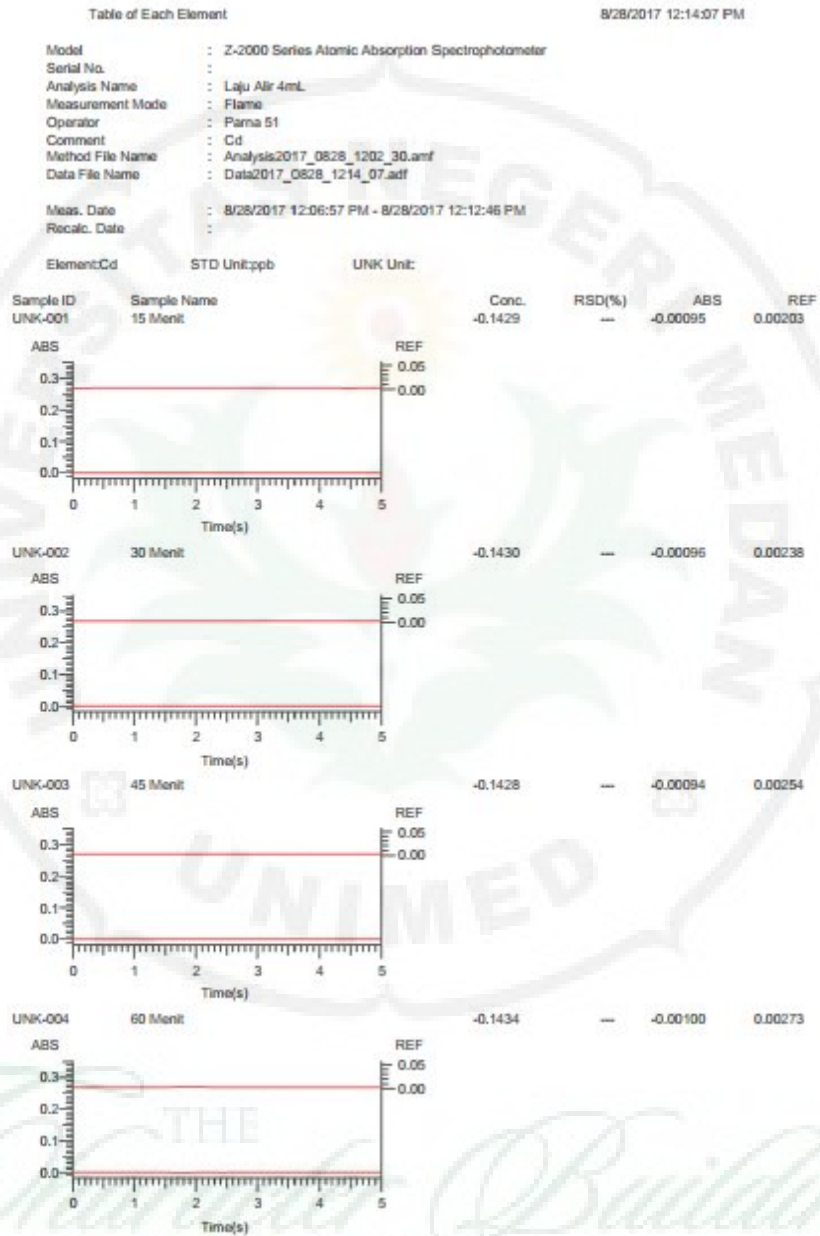 Table of Each Element 8/28/2017 12:14:07 PM
Model : Z-2000 Series Atomic Absorption Spectrophotometer
Serial No. :
Analysis Name : Laju Alir 4mL
Measurement Mode : Flame
Operator : Parna 51
Comment : Cd
Method File Name : Analysis2017_0828_1202_30.amf
Data File Name : Data2017_0828_1214_07.adf
Meas. Date : 8/28/2017 12:06:57 PM - 8/28/2017 12:12:46 PM
Recalc. Date :
Element:Cd STD Unit:ppb UNK Unit:
Sample ID Sample Name Conc. RSD(%) ABS REF
UNK-001 15 Menit -0.1429 --- -0.00095 0.00203
ABS REF
0.05
0.3
0.00
0.2
0.1
0.0
0 1 2 3 4 5
Time(s)
UNK-002 30 Menit -0.1430 --- -0.00096 0.00238
ABS REF
0.05
0.3
0.00
0.2
0.1
0.0
0 1 2 3 4 5
Time(s)
UNK-003 45 Menit -0.1428 --- -0.00094 0.00254
ABS REF
0.05
0.3
0.00
0.2
0.1
0.0
0 1 2 3 4 5
Time(s)
UNK-004 60 Menit -0.1434 --- -0.00100 0.00273
ABS REF
0.05
0.3
0.00
0.2
0.1
0.0
0 1 2 3 4 5
Time(s)
UNIVERSITAS NEGERI MEDAN
UNIMED
THE
Character Building